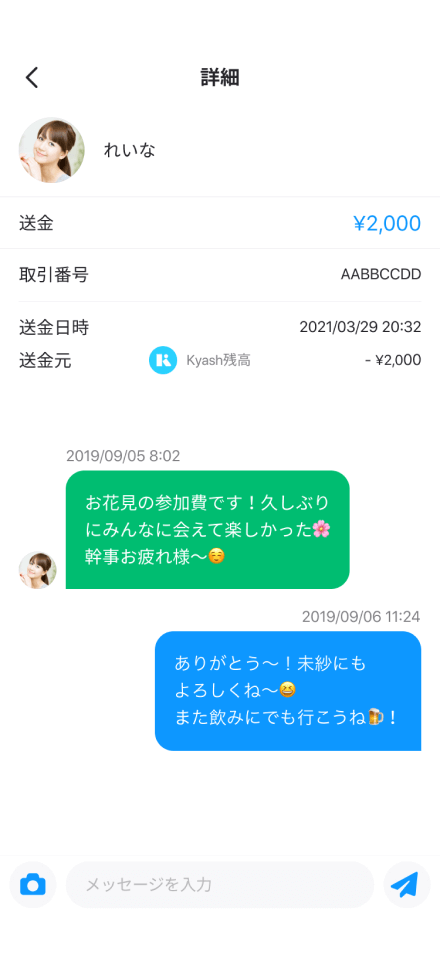 詳細
れいな
送金 ¥2,000
取引番号 AABBCCDD
送金日時 2021/03/29 20:32
送金元 Kyash残高 - ¥2,000
2019/09/05 8:02
お花見の参加費です！久しぶり
にみんなに会えて楽しかった🌸
幹事お疲れ様〜☺️
2019/09/06 11:24
ありがとう〜！未紗にも
よろしくね〜😆
また飲みにでも行こうね🍺！
メッセージを入力